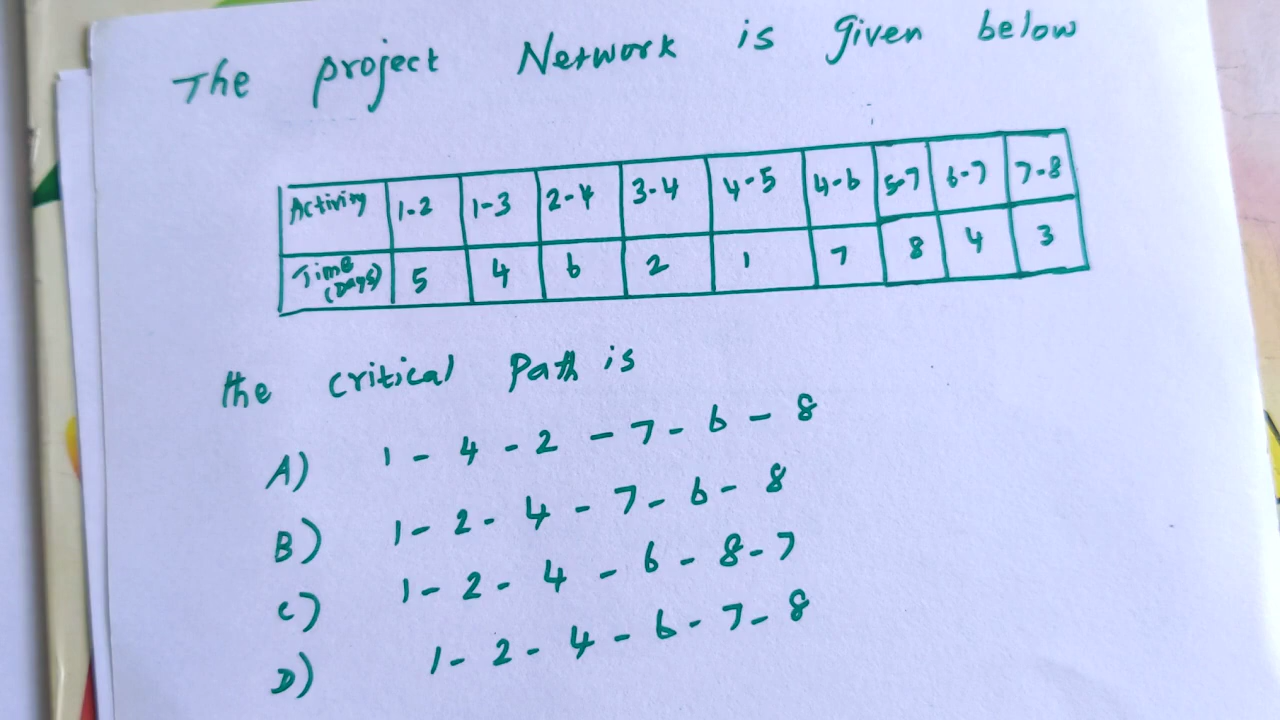 The project Network is given below
Activity 1-2 1-3 2-4 3-4 4-5 4-6 5-7 6-7 7-8
Time (Days) 5 4 6 2 1 7 8 4 3
the critical Path is
A) 1 - 4 - 2 - 7 - 6 - 8
B) 1 - 2 - 4 - 7 - 6 - 8
C) 1 - 2 - 4 - 6 - 8 - 7
D) 1 - 2 - 4 - 6 - 7 - 8